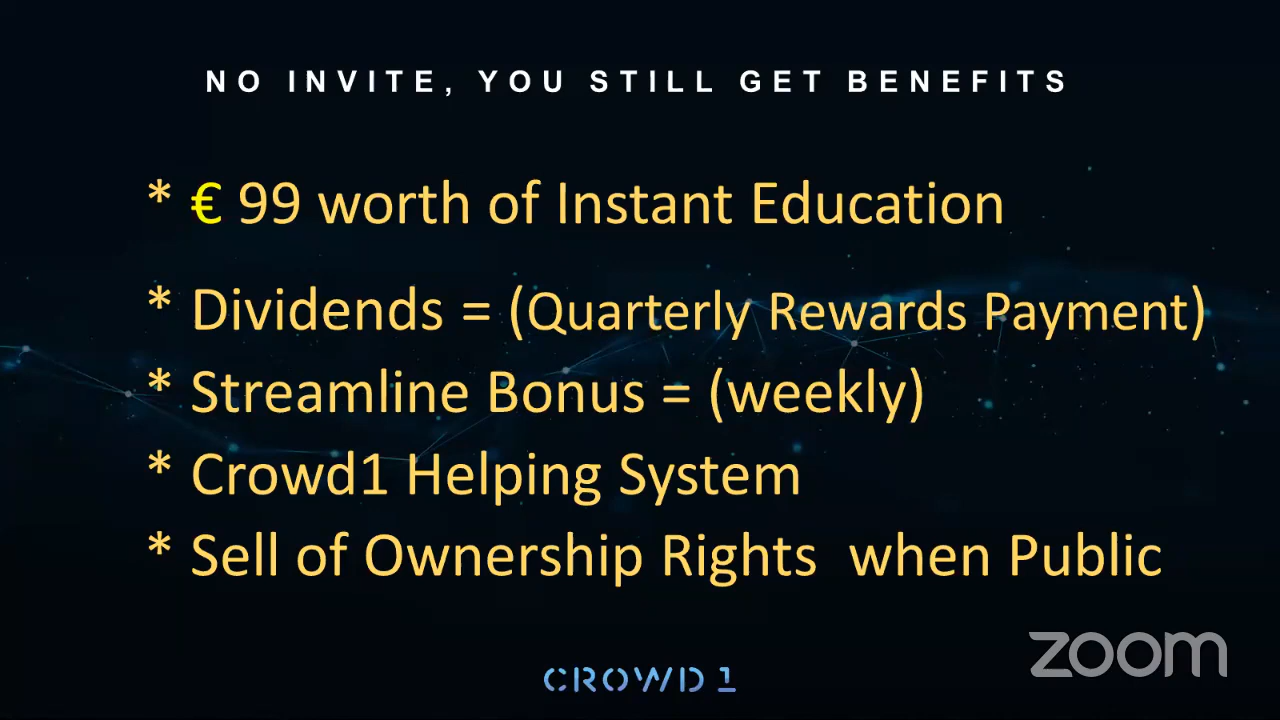 NO INVITE, YOU STILL GET BENEFITS
* € 99 worth of Instant Education
* Dividends = (Quarterly Rewards Payment)
* Streamline Bonus = (weekly)
* Crowd1 Helping System
* Sell of Ownership Rights  when Public
zoom
CROWD 1